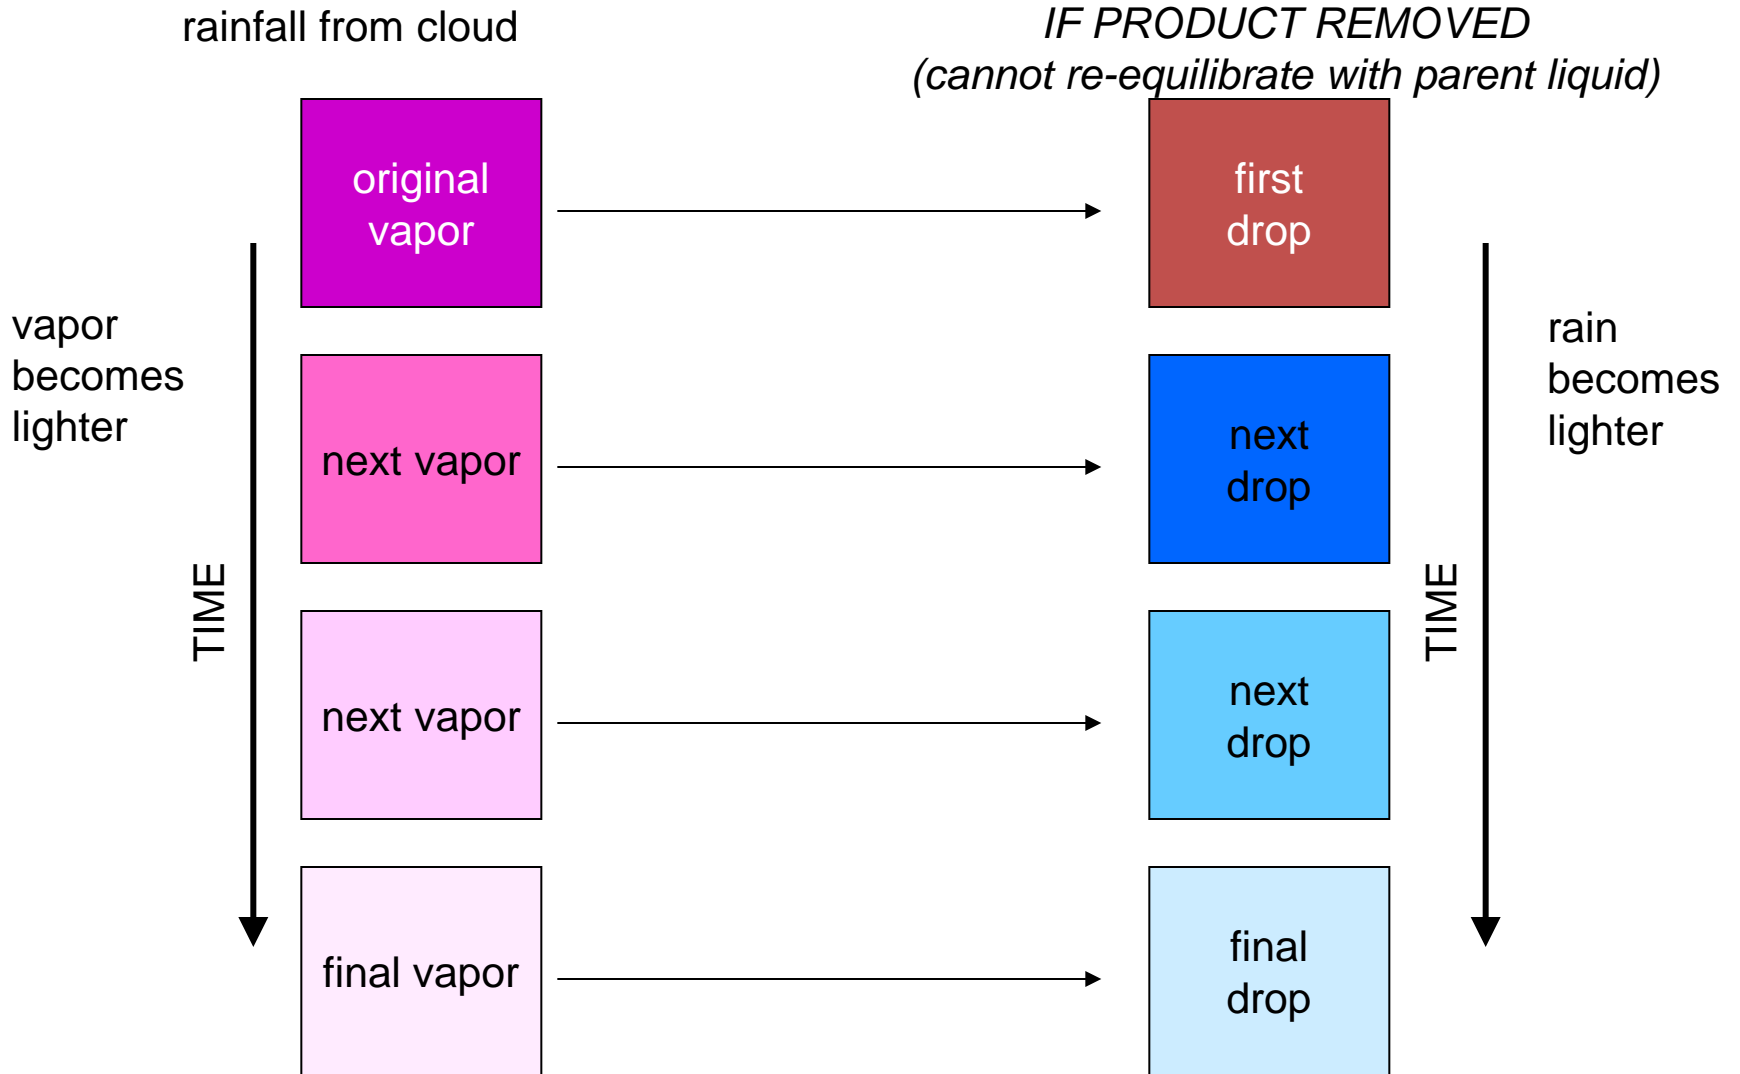 rainfall from cloud
IF PRODUCT REMOVED
(cannot re-equilibrate with parent liquid)
original
vapor
first
drop
vapor
becomes
lighter
rain
becomes
lighter
next vapor
next
drop
TIME
TIME
next vapor
next
drop
final vapor
final
drop